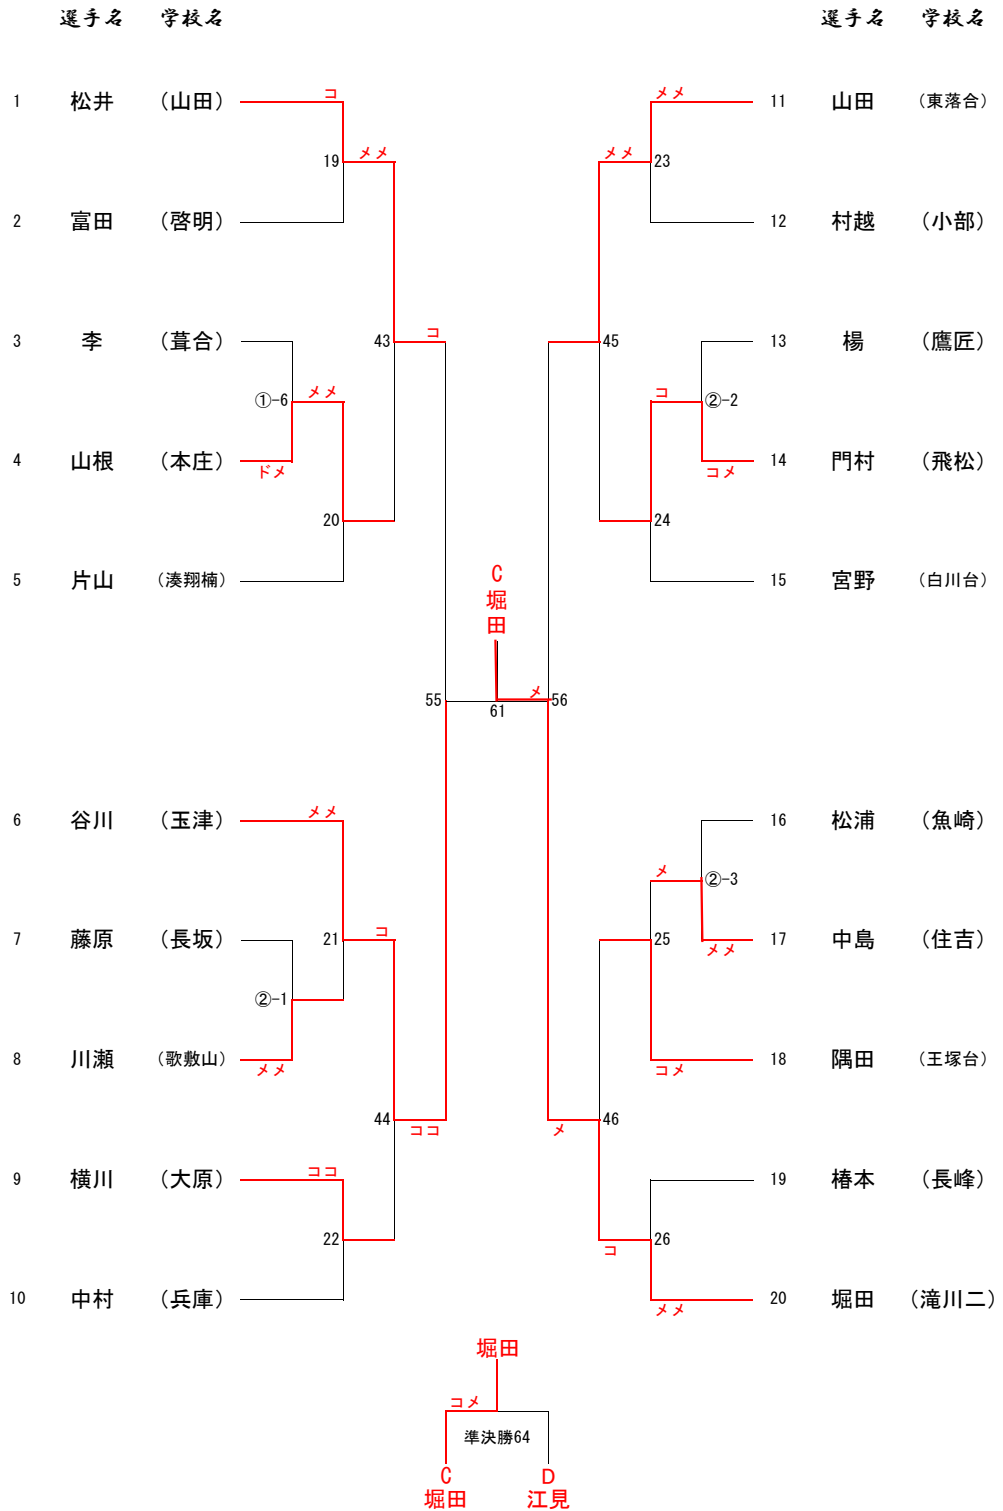 選手名 学校名 選手名 学校名
1 松井 （山田） コ メメ 11 山田 （東落合）
19 メメ メメ 23
2 富田 （啓明） 12 村越 （小部）
3 李 （葺合） 43 コ 45 13 楊 （鷹匠）
①-6 メメ コ ②-2
4 山根 （本庄） ドメ コメ 14 門村 （飛松）
20 24
5 片山 （湊翔楠） 15 宮野 （白川台）
C
堀
田
55 メ 56
61
6 谷川 （玉津） メメ 16 松浦 （魚崎）
メ ②-3
7 藤原 （長坂） 21 コ 25 メメ 17 中島 （住吉）
②-1
8 川瀬 （歌敷山） メメ コメ 18 隅田 （王塚台）
44 ココ メ 46
9 横川 （大原） ココ 19 椿本 （長峰）
22 コ 26
10 中村 （兵庫） メメ 20 堀田 （滝川二）
堀田
コメ
準決勝64
C D
堀田 江見